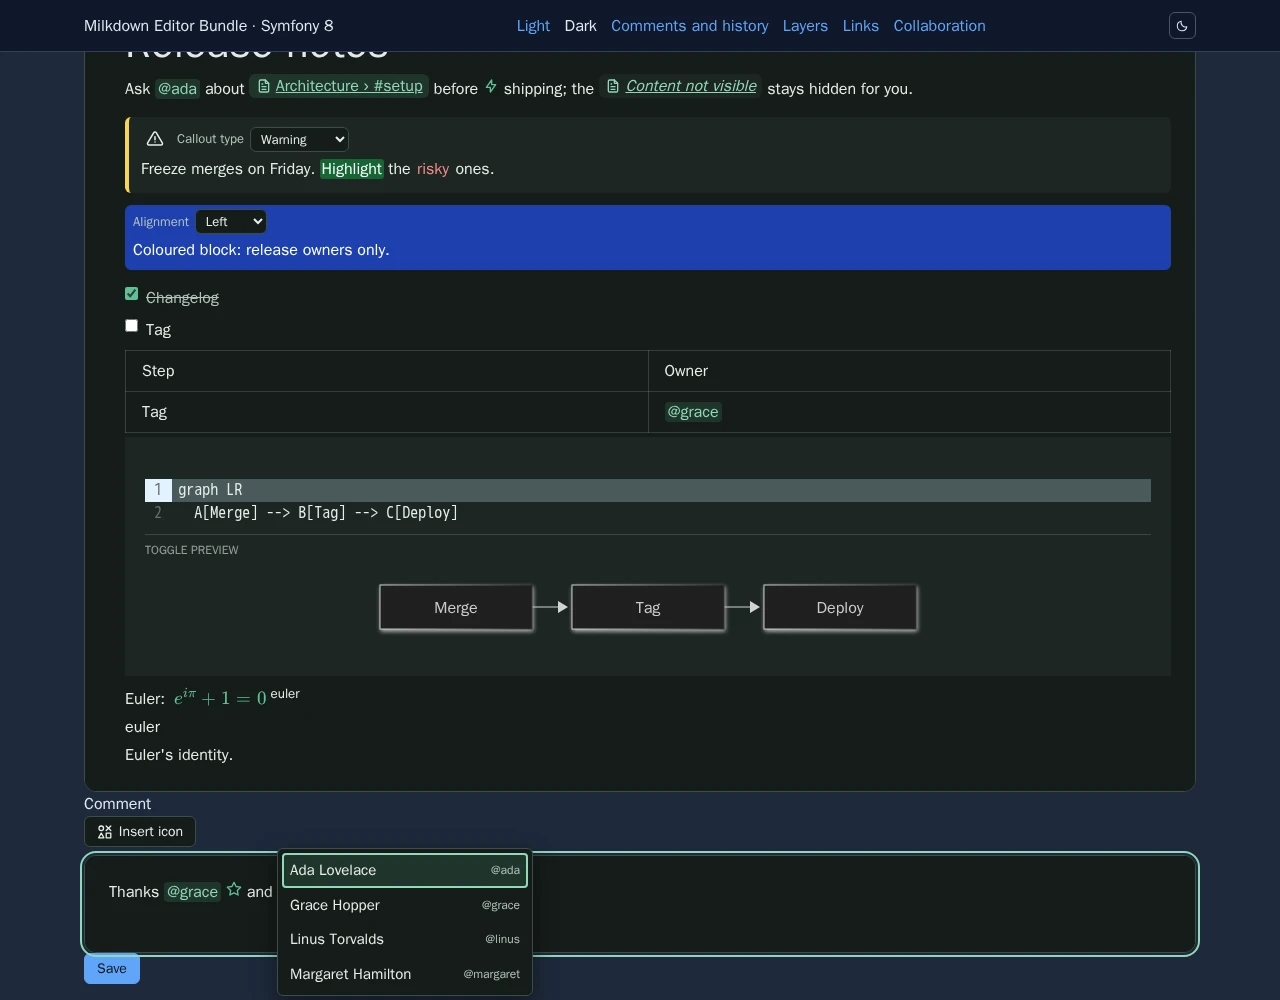 Milkdown Editor Bundle · Symfony 8 Light Dark Comments and history Layers Links Collaboration
Release notes
Ask @ada about Architecture › #setup before shipping; the Content not visible stays hidden for you.
Callout type Warning
Freeze merges on Friday. Highlight the risky ones.
Alignment Left
Coloured block: release owners only.
Changelog
Tag
Step Owner
Tag @grace
1 graph LR
2 A[Merge] --> B[Tag] --> C[Deploy]
TOGGLE PREVIEW
Merge Tag Deploy
Euler: e^{iπ} + 1 = 0 euler
euler
Euler's identity.
Comment
Insert icon
Ada Lovelace @ada
Thanks @grace and
Grace Hopper @grace
Linus Torvalds @linus
Margaret Hamilton @margaret
Save